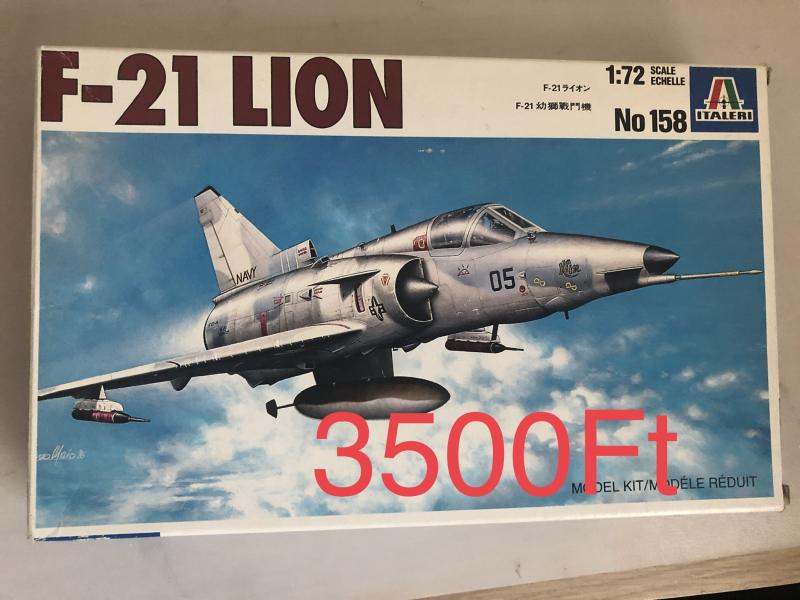 F-21 LION
F-21ライオン
F-21 幼獅戰鬥機
1:72 SCALE
ECHELLE
No 158
ITALERI
NAVY
05
3500Ft
MODEL KIT/MODÉLE RÉDUIT